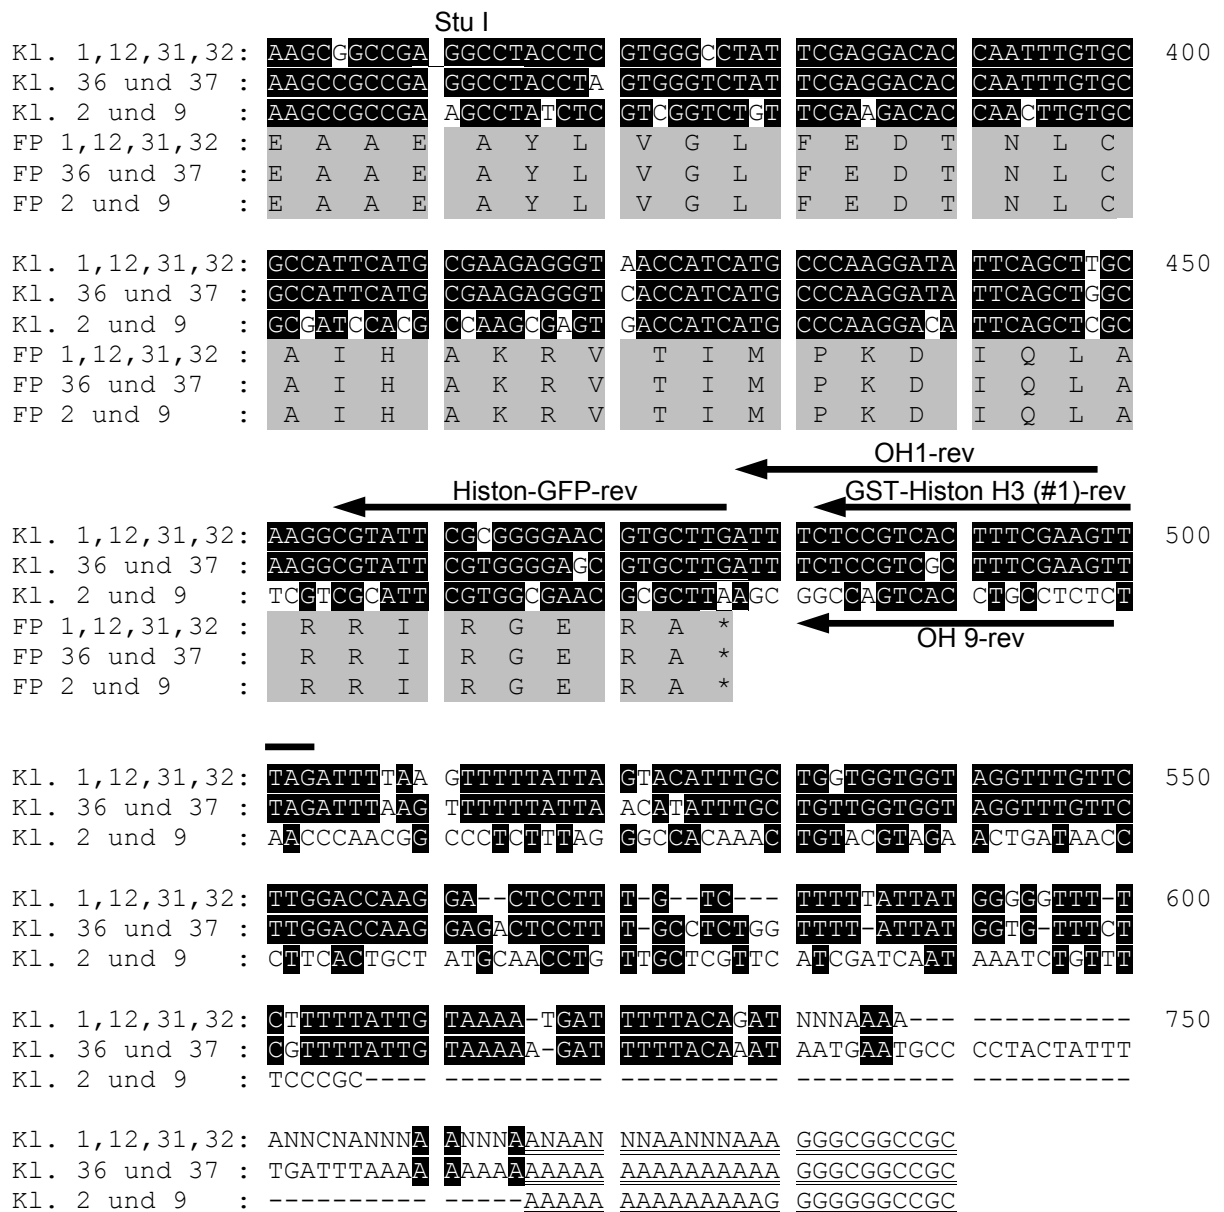 Stu I
Kl. 1,12,31,32: AAGCGGCCGA GGCCTACCTC GTGGGCCTAT TCGAGGACAC CAATTTGTGC 400
Kl. 36 und 37 : AAGCCGCCGA GGCCTACCTA GTGGGTCTAT TCGAGGACAC CAATTTGTGC
Kl. 2 und 9 : AAGCCGCCGA AGCCTATCTC GTCGGTCTGT TCGAAGACAC CAACTTGTGC
FP 1,12,31,32 : E A A E A Y L V G L F E D T N L C
FP 36 und 37 : E A A E A Y L V G L F E D T N L C
FP 2 und 9 : E A A E A Y L V G L F E D T N L C
Kl. 1,12,31,32: GCCATTCATG CGAAGAGGGT AACCATCATG CCCAAGGATA TTCAGCTTGC 450
Kl. 36 und 37 : GCCATTCATG CGAAGAGGGT CACCATCATG CCCAAGGATA TTCAGCTGGC
Kl. 2 und 9 : GCGATCCACG CCAAGCGAGT GACCATCATG CCCAAGGACA TTCAGCTCGC
FP 1,12,31,32 : A I H A K R V T I M P K D I Q L A
FP 36 und 37 : A I H A K R V T I M P K D I Q L A
FP 2 und 9 : A I H A K R V T I M P K D I Q L A
OH1-rev
Histon-GFP-rev GST-Histon H3 (#1)-rev
Kl. 1,12,31,32: AAGGCGTATT CGCGGGGAAC GTGCTTGATT TCTCCGTCAC TTTCGAAGTT 500
Kl. 36 und 37 : AAGGCGTATT CGTGGGGAGC GTGCTTGATT TCTCCGTCGC TTTCGAAGTT
Kl. 2 und 9 : TCGTCGCATT CGTGGCGAAC GCGCTTAAGC GGCCAGTCAC CTGCCTCTCT
FP 1,12,31,32 : R R I R G E R A *
OH 9-rev
FP 36 und 37 : R R I R G E R A *
FP 2 und 9 : R R I R G E R A *
Kl. 1,12,31,32: TAGATTTTAA GTTTTTATTA GTACATTTGC TGGTGGTGGT AGGTTTGTTC 550
Kl. 36 und 37 : TAGATTTAAG TTTTTTATTAA ACATATTTGC TGTTGGTGGT AGGTTTGTTC
Kl. 2 und 9 : AACCCAACGG CCCTCTTTAG GGCCACAAAC TGTACGTAGA ACTGATAACC
Kl. 1,12,31,32: TTGGACCAAG GA--CTCCTT T-G--TC--- TTTTTATTAT GGGGGTTT-T 600
Kl. 36 und 37 : TTGGACCAAG GAGACTCCTT T-GCCTCTGG TTTT-ATTAT GGTG-TTTCT
Kl. 2 und 9 : CTTCACTGCT ATGCAACCTG TTGCTCGTTC ATCGATCAAT AAATCTGTTT
Kl. 1,12,31,32: CTTTTTATTG TAAAA-TGAT TTTTACAGAT NNNAAAA--- ---------- 750
Kl. 36 und 37 : CGTTTTATTG TAAAAA-GAT TTTTACAAAT AATGAATGCC CCTACTATTT
Kl. 2 und 9 : TCCCGC---- ---------- ---------- ---------- ----------
Kl. 1,12,31,32: ANNCNANNNA ANNNAANAAN NNAANNNAAA GGGCGGCCGC
Kl. 36 und 37 : TGATTTAAAA AAAAAAAAAA AAAAAAAAAA GGGCGGCCGC
Kl. 2 und 9 : ---------- -----AAAAA AAAAAAAAAG GGGGGGCCGC